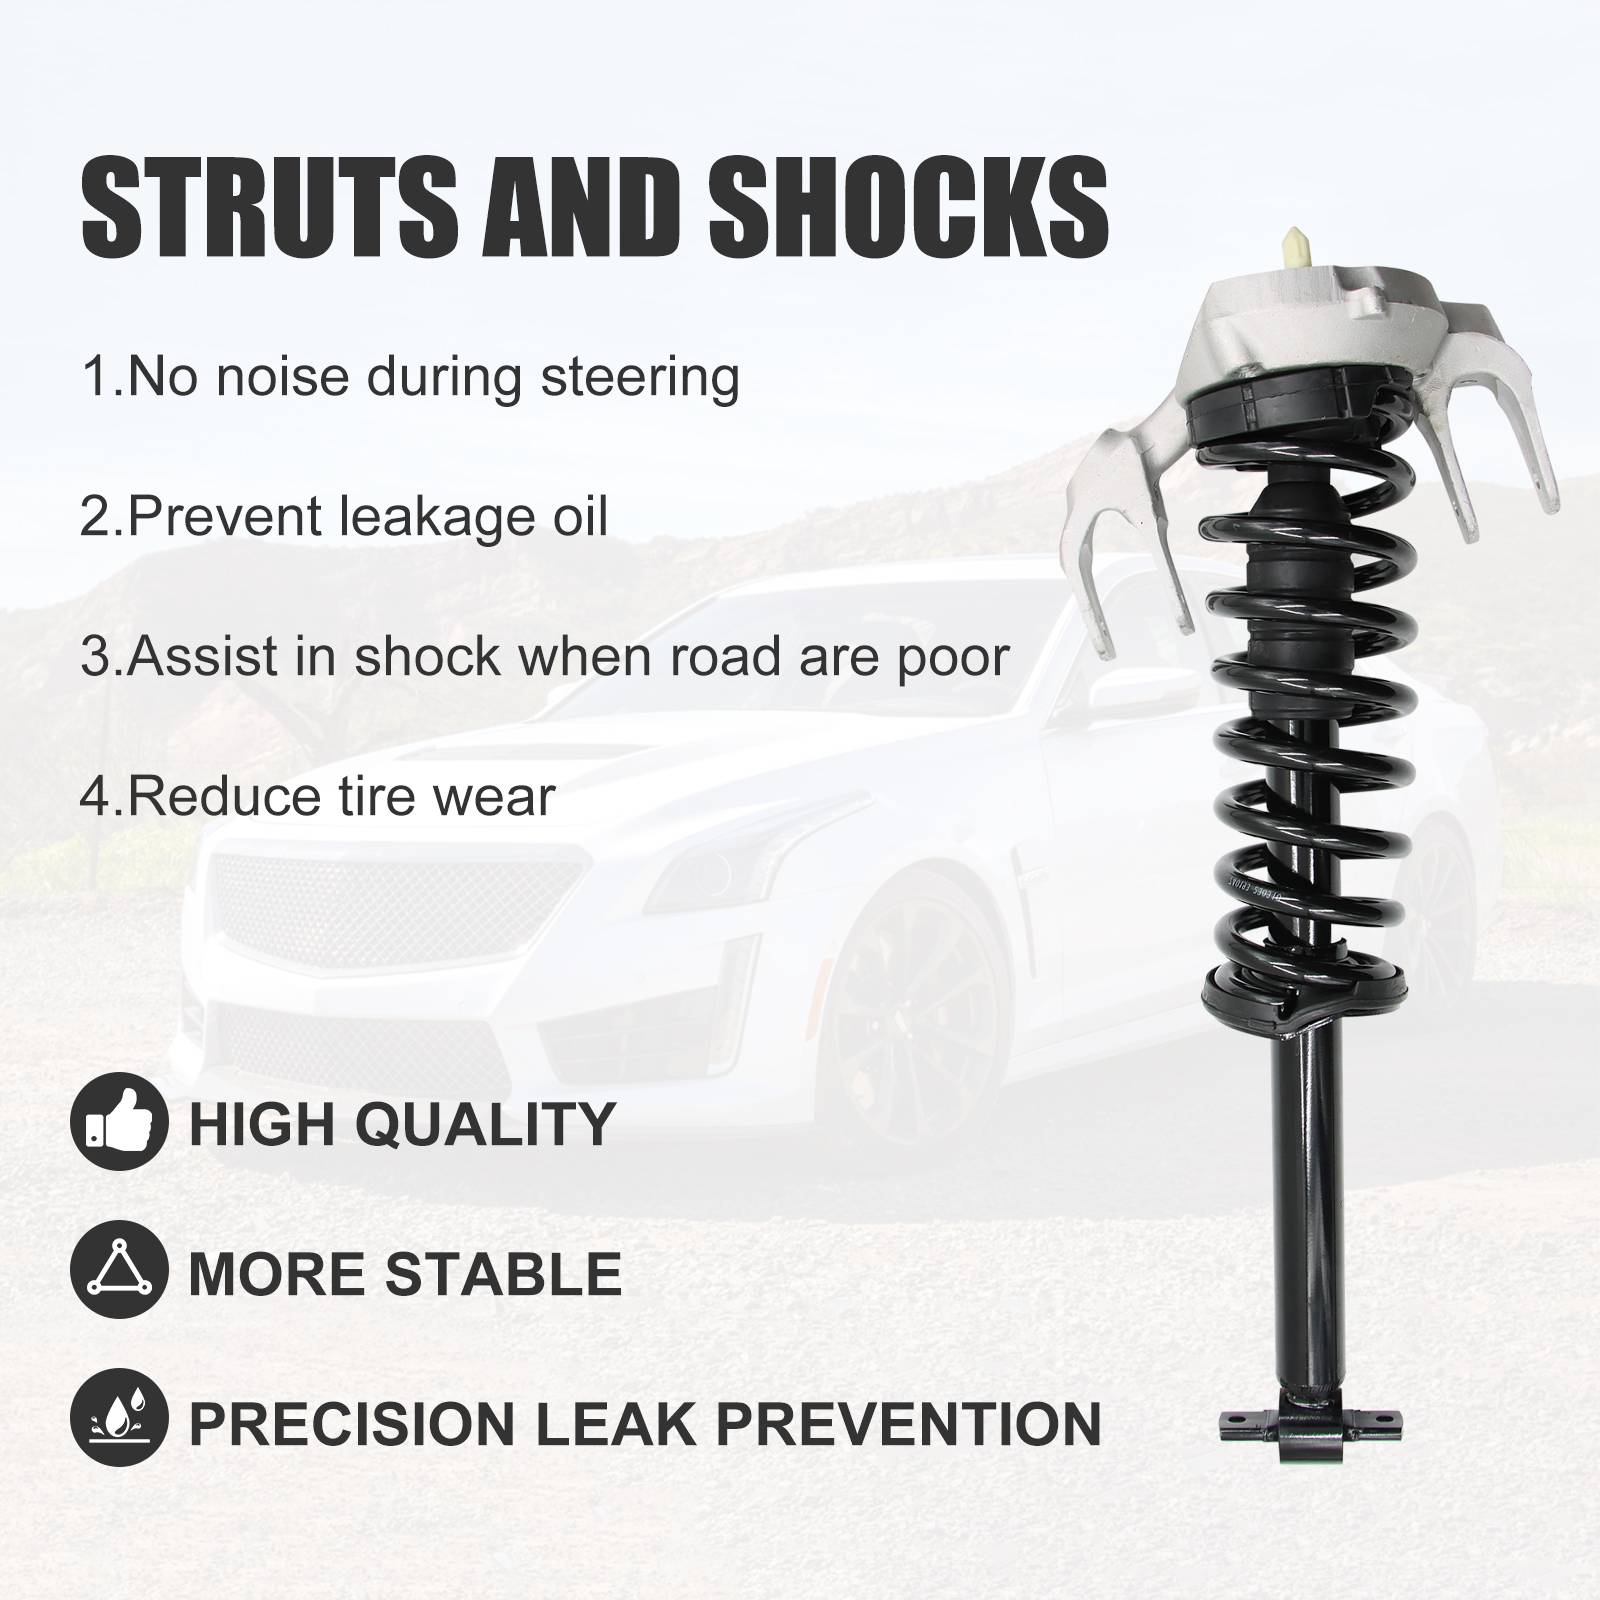 STRUTS AND SHOCKS
1.No noise during steering
2.Prevent leakage oil
3.Assist in shock when road are poor
4.Reduce tire wear
HIGH QUALITY
MORE STABLE
PRECISION LEAK PREVENTION